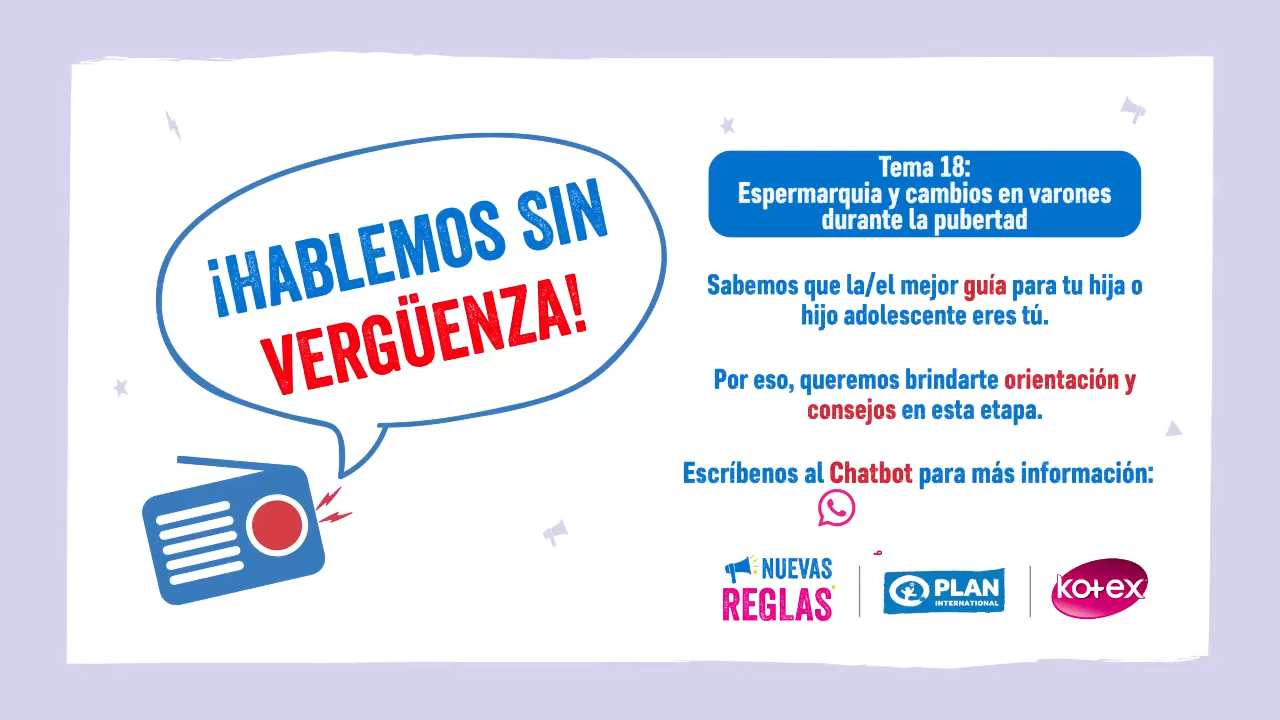 ¡HABLEMOS SIN
VERGÜENZA!
Tema 18:
Espermarquia y cambios en varones
durante la pubertad
Sabemos que la/el mejor guía para tu hija o
hijo adolescente eres tú.
Por eso, queremos brindarte orientación y
consejos en esta etapa.
Escríbenos al Chatbot para más información:
NUEVAS
REGLAS
PLAN
INTERNATIONAL
kotex